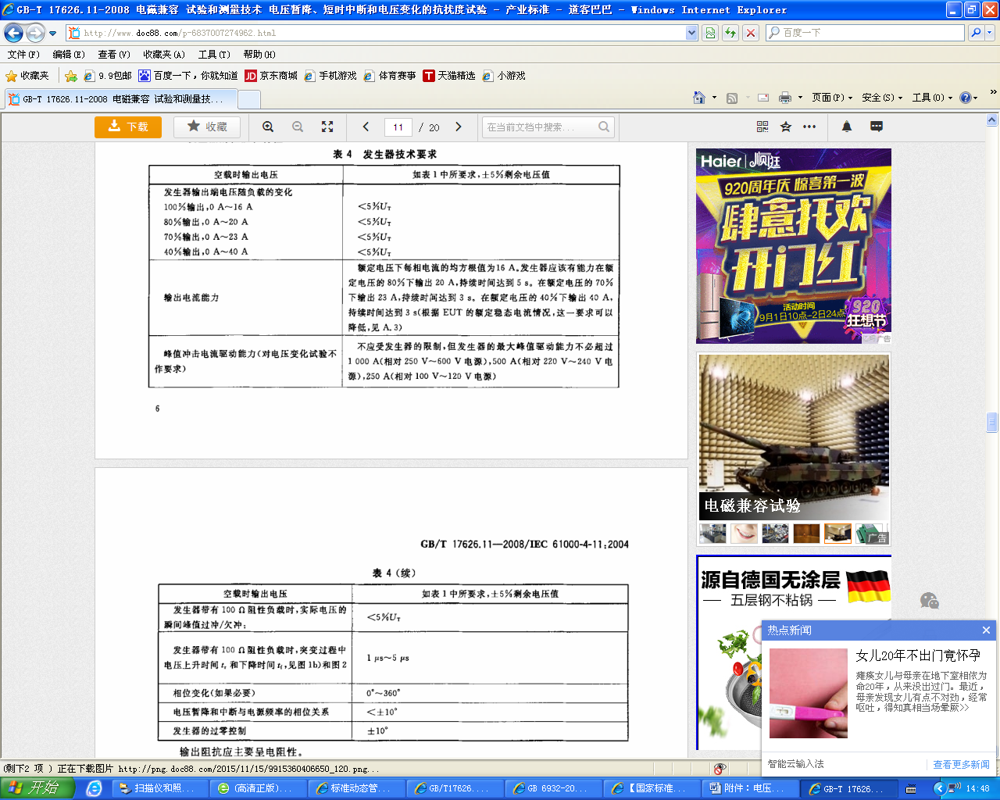 GB-T 17626.11-2008 电磁兼容 试验和测量技术 电压暂降、短时中断和电压变化的抗扰度试验 - 产业标准 - 道客巴巴 - Windows Internet Explorer
http://www.doc88.com/p-6837007274962.html
百度一下
文件(F) 编辑(E) 查看(V) 收藏夹(A) 工具(T) 帮助(H)
收藏夹 9.9包邮 百度一下，你就知道 京东商城 手机游戏 体育赛事 天猫精选 小游戏
GB-T 17626.11-2008 电磁兼容 试验和测量技...
页面(P) 安全(S) 工具(O)
下载 收藏 11 / 20 在当前文档中搜索...
表 4 发生器技术要求
空载时输出电压 如表 1 中所要求,±5%剩余电压值
发生器输出端电压随负载的变化
100%输出,0 A～16 A <5%UT
80%输出,0 A～20 A <5%UT
70%输出,0 A～23 A <5%UT
40%输出,0 A～40 A <5%UT
输出电流能力
额定电压下每相电流的均方根值为16 A。发生器应该有能力在额
定电压的 80%下输出 20 A,持续时间达到 5 s。在额定电压的 70%
下输出 23 A,持续时间达到 3 s。在额定电压的 40%下输出 40 A,
持续时间达到 3 s(根据 EUT 的额定稳态电流情况,这一要求可以
降低,见 A.3)
峰值冲击电流驱动能力(对电压变化试验不
作要求)
不应受发生器的限制,但发生器的最大峰值驱动能力不必超过
1 000 A(相对 250 V～600 V 电源),500 A(相对 220 V～240 V 电
源),250 A(相对 100 V～120 V 电源)
6
GB/T 17626.11—2008/IEC 61000-4-11:2004
表 4 (续)
空载时输出电压 如表 1 中所要求,±5%剩余电压值
发生器带有 100 Ω 阻性负载时,实际电压的
瞬间峰值过冲/欠冲:
<5%UT
发生器带有 100 Ω 阻性负载时,突变过程中
电压上升时间 tr 和下降时间 tf,见图 1b)和图 2
1 μs～5 μs
相位变化(如果必要) 0°～360°
电压暂降和中断与电源频率的相位关系 <±10°
发生器的过零控制 ±10°
输出阻抗应主要呈电阻性。
Haier 顺逛
920周年庆 惊喜第一波
肆意狂欢
开门红
活动时间
9月1日10点-2日24点
920
狂想节
广告
电磁兼容试验
广告
源自德国无涂层
五层钢不粘锅
热点新闻
女儿20年不出门竟怀孕
瘫痪女儿与母亲在地下室相依为
命20年，从来没出过门。最近，
母亲发现女儿有点不对劲，经常
呕吐，得知真相当场晕厥>>
智能云输入法 查看更多新闻
(剩下2 项 ) 正在下载图片 http://png.doc88.com/2015/11/15/9915360406650_120.png...
开始 扫描仪和照... (高清正版)... 标准动态管... GB/T17626.... GB 6932-20... 【国家标准... 附件：电压... GB-T 17626... 14:48